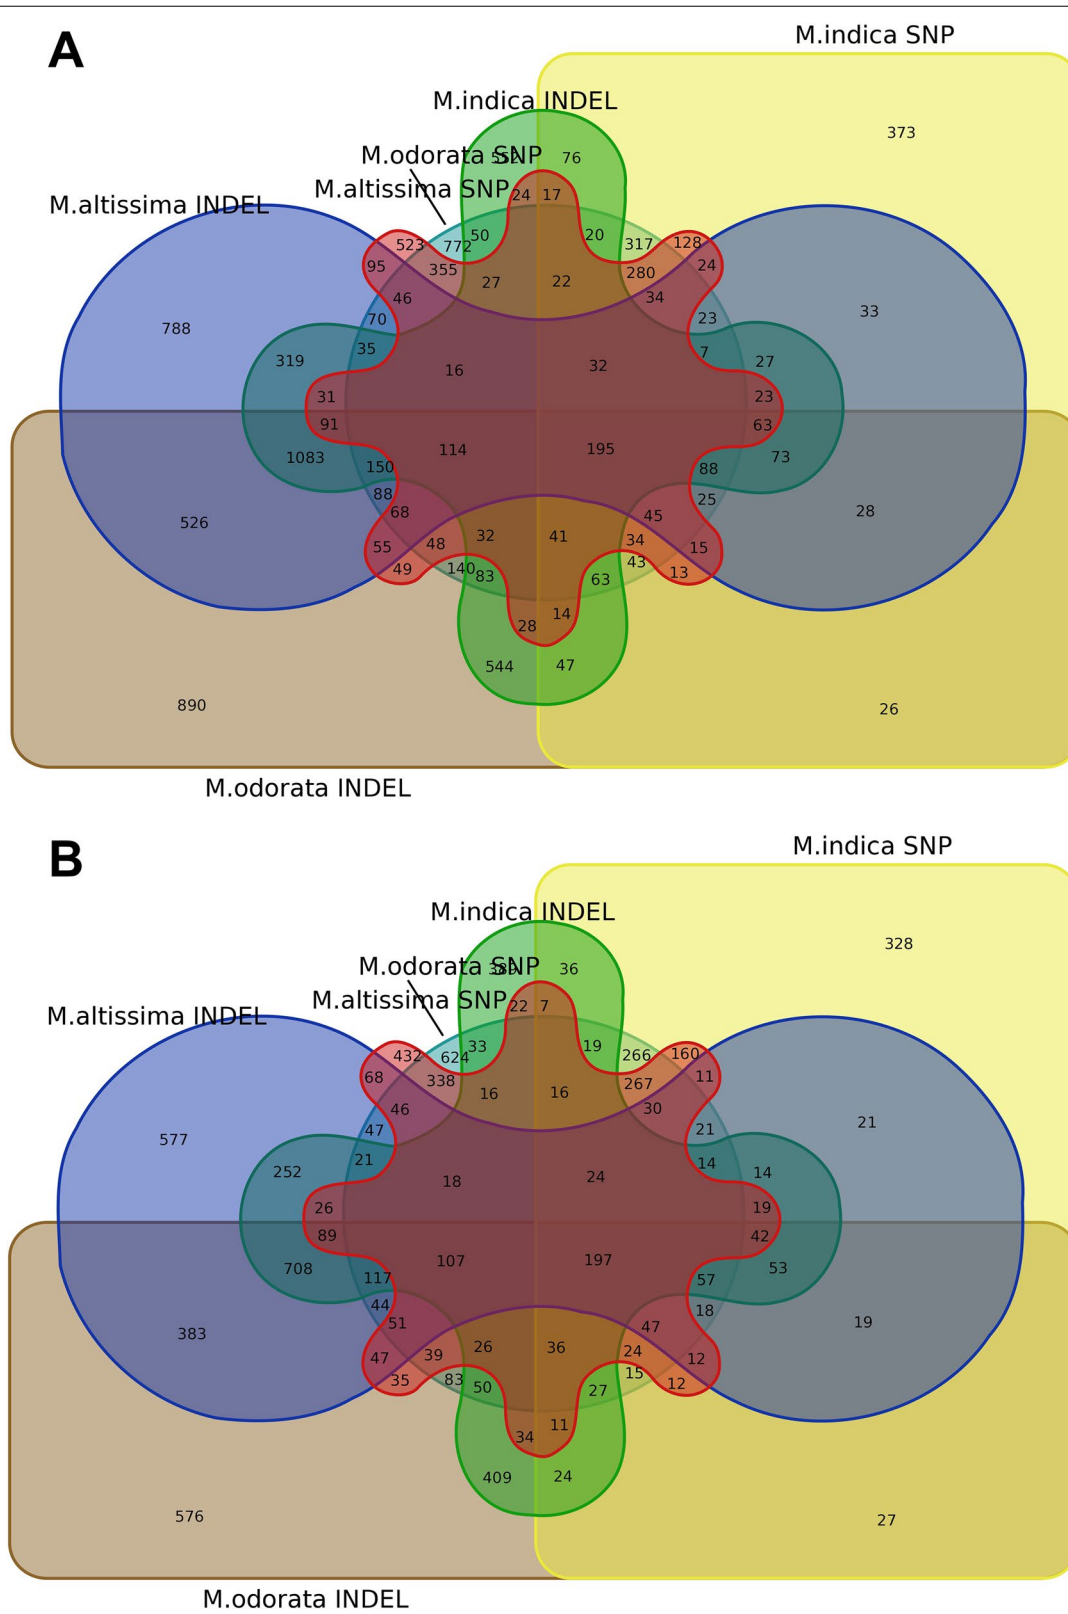 A
M.indica SNP
M.indica INDEL
373
M.odorata SNP
76
M.altissima SNP
24 17
M.altissima INDEL
523 772 50 20 317 128
95 355 27 22 280 24
46 34
70 23
788 33
319 35 7 27
16 32
31 23
91 63
1083 150 114 195 88 73
88 25
526 68 45 28
55 48 32 41 34 15
49 140 83 63 43 13
28 14
544 47
890 26
M.odorata INDEL
B
M.indica SNP
M.indica INDEL
328
M.odorata SNP
36
M.altissima SNP
22 7
M.altissima INDEL
432 624 33 19 266 160
68 338 16 16 267 11
46 30
47 21
577 21
252 21 14 14
18 24
26 19
89 42
708 117 107 197 57 53
44 18
383 51 47 19
47 39 26 36 24 12
35 83 50 27 15 12
34 11
409 24
576 27
M.odorata INDEL